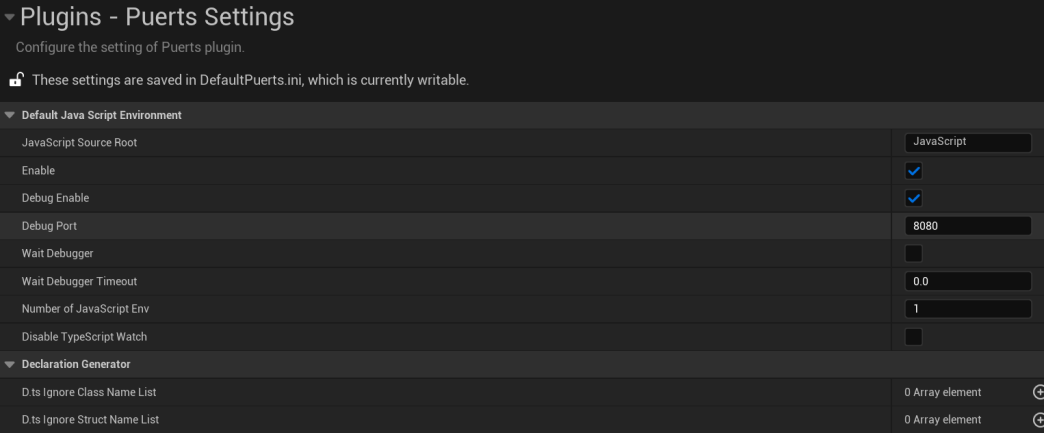 Plugins - Puerts Settings
Configure the setting of Puerts plugin.
These settings are saved in DefaultPuerts.ini, which is currently writable.
Default Java Script Environment
JavaScript Source Root JavaScript
Enable
Debug Enable
Debug Port 8080
Wait Debugger
Wait Debugger Timeout 0.0
Number of JavaScript Env 1
Disable TypeScript Watch
Declaration Generator
D.ts Ignore Class Name List 0 Array element
D.ts Ignore Struct Name List 0 Array element